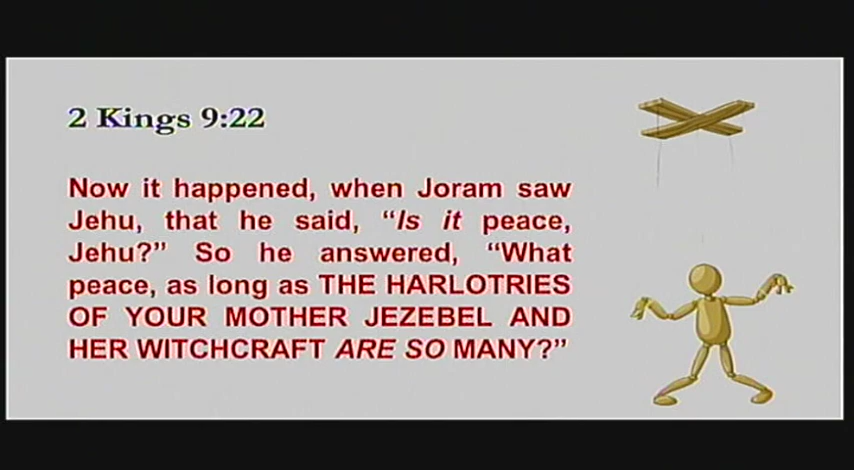 2 Kings 9:22
Now it happened, when Joram saw
Jehu, that he said, “Is it peace,
Jehu?” So he answered, “What
peace, as long as THE HARLOTRIES
OF YOUR MOTHER JEZEBEL AND
HER WITCHCRAFT ARE SO MANY?”